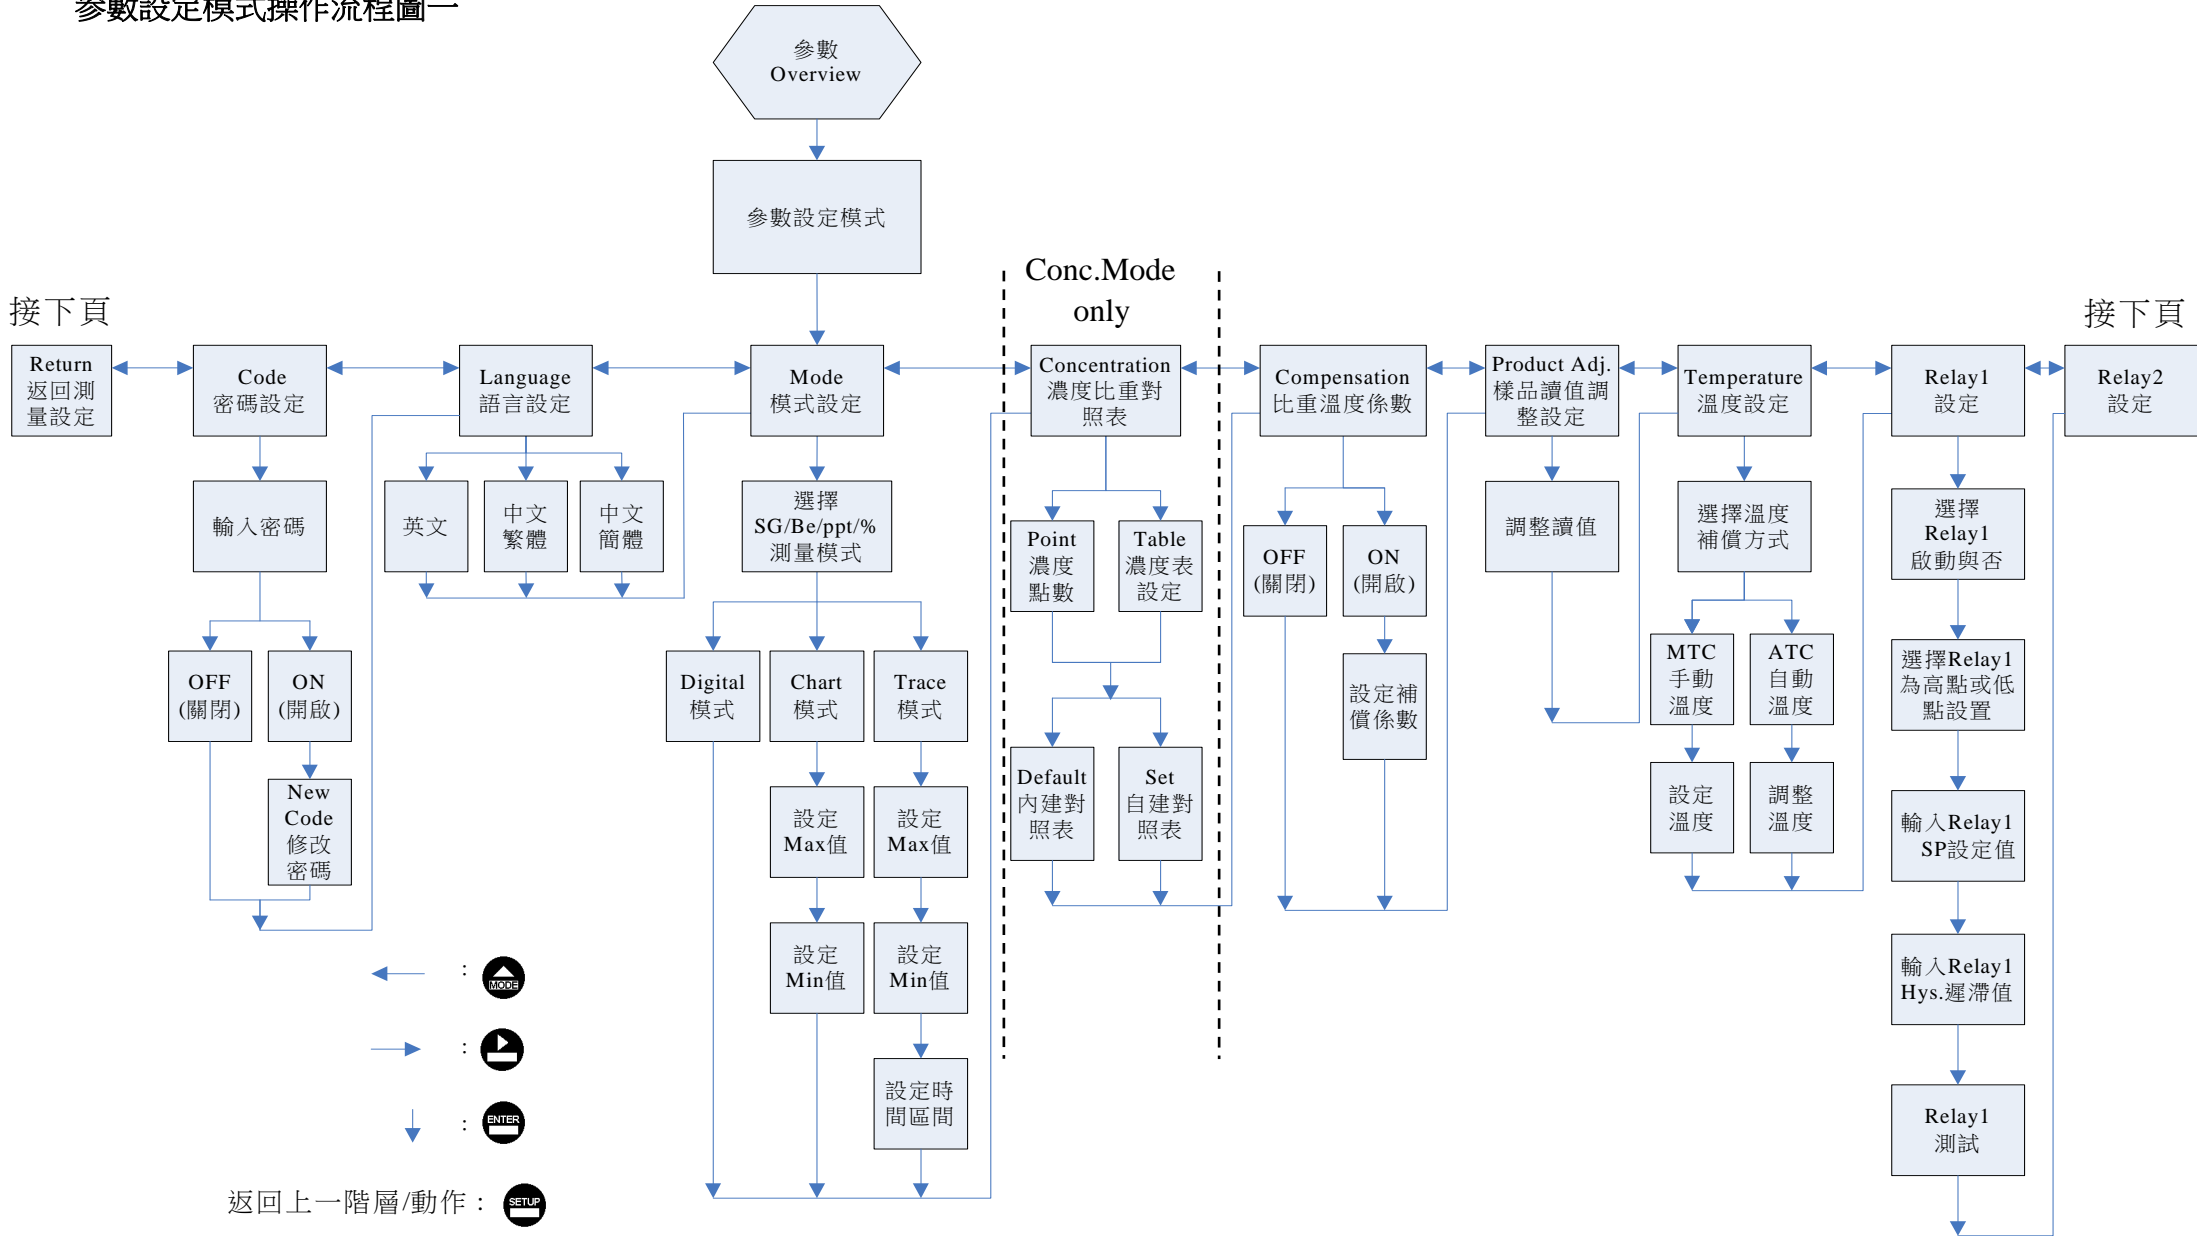 參數設定模式操作流程圖一
參數
Overview
參數設定模式
Conc.Mode
only
接下頁
接下頁
Return
返回測
量設定
Code
密碼設定
Language
語言設定
Mode
模式設定
Concentration
濃度比重對
照表
Compensation
比重溫度係數
Product Adj.
樣品讀值調
整設定
Temperature
溫度設定
Relay1
設定
Relay2
設定
輸入密碼
OFF
(關閉)
ON
(開啟)
New
Code
修改
密碼
英文
中文
繁體
中文
簡體
選擇
SG/Be/ppt/%
測量模式
Digital
模式
Chart
模式
Trace
模式
設定
Max值
設定
Max值
設定
Min值
設定
Min值
設定時
間區間
Point
濃度
點數
Table
濃度表
設定
Default
內建對
照表
Set
自建對
照表
OFF
(關閉)
ON
(開啟)
設定補
償係數
調整讀值
選擇溫度
補償方式
MTC
手動
溫度
ATC
自動
溫度
設定
溫度
調整
溫度
選擇
Relay1
啟動與否
選擇Relay1
為高點或低
點設置
輸入Relay1
SP設定值
輸入Relay1
Hys.遲滯值
Relay1
測試
: MODE
:
: ENTER
返回上一階層/動作： SETUP